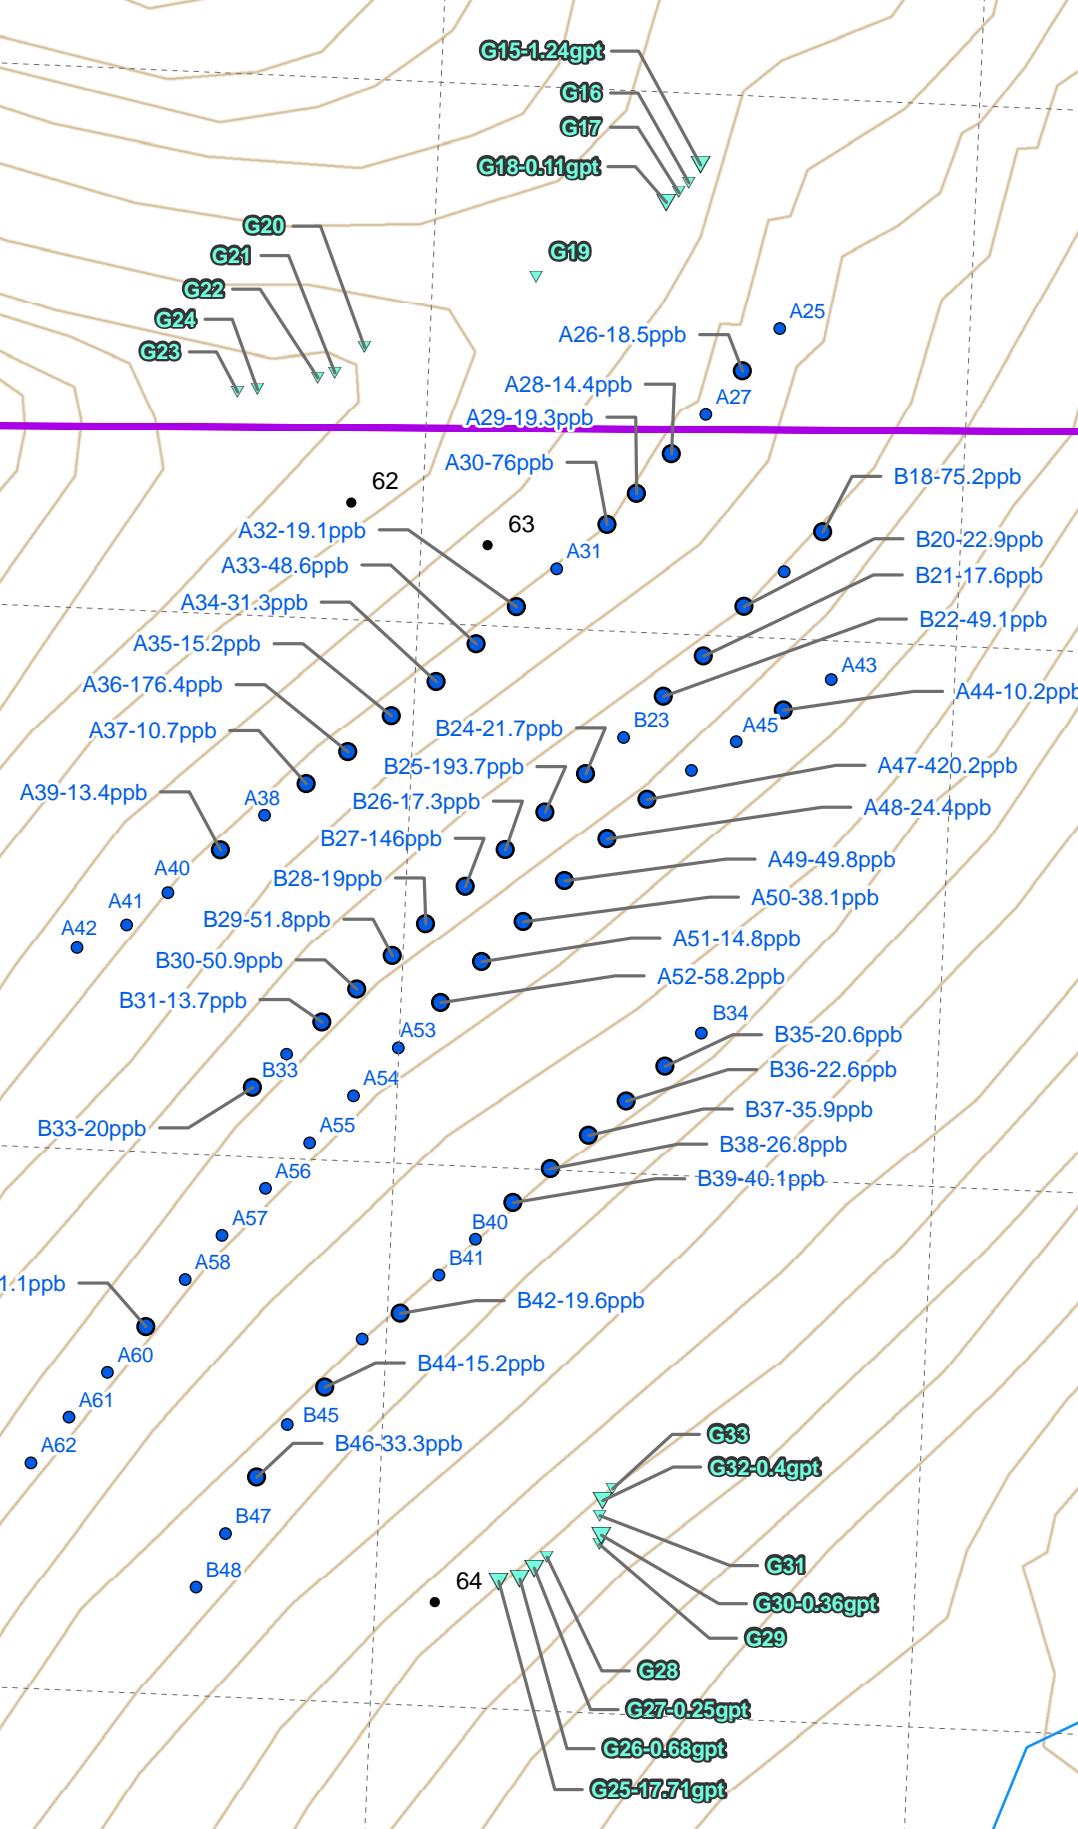 G15-1.24gpt
G16
G17
G18-0.11gpt
G20
G19
G21
G22
G24
G23
A25
A26-18.5ppb
A28-14.4ppb
A27
A29-19.3ppb
A30-76ppb
62
B18-75.2ppb
63
A32-19.1ppb
B20-22.9ppb
A31
A33-48.6ppb
B21-17.6ppb
A34-31.3ppb
B22-49.1ppb
A35-15.2ppb
A43
A36-176.4ppb
A44-10.2ppb
B23
A45
B24-21.7ppb
A37-10.7ppb
B25-193.7ppb
A47-420.2ppb
A39-13.4ppb
A38
B26-17.3ppb
A48-24.4ppb
B27-146ppb
A49-49.8ppb
A40
B28-19ppb
A50-38.1ppb
A41
B29-51.8ppb
A42
A51-14.8ppb
B30-50.9ppb
A52-58.2ppb
B31-13.7ppb
B34
A53
B35-20.6ppb
B33
B36-22.6ppb
A54
B37-35.9ppb
A55
B33-20ppb
B38-26.8ppb
A56
B39-40.1ppb
A57
B40
A58
B41
1.1ppb
B42-19.6ppb
A60
B44-15.2ppb
A61
B45
A62
B46-33.3ppb
G33
G32-0.4gpt
B47
B48
G31
64
G30-0.36gpt
G29
G28
G27-0.25gpt
G26-0.68gpt
G25-17.71gpt